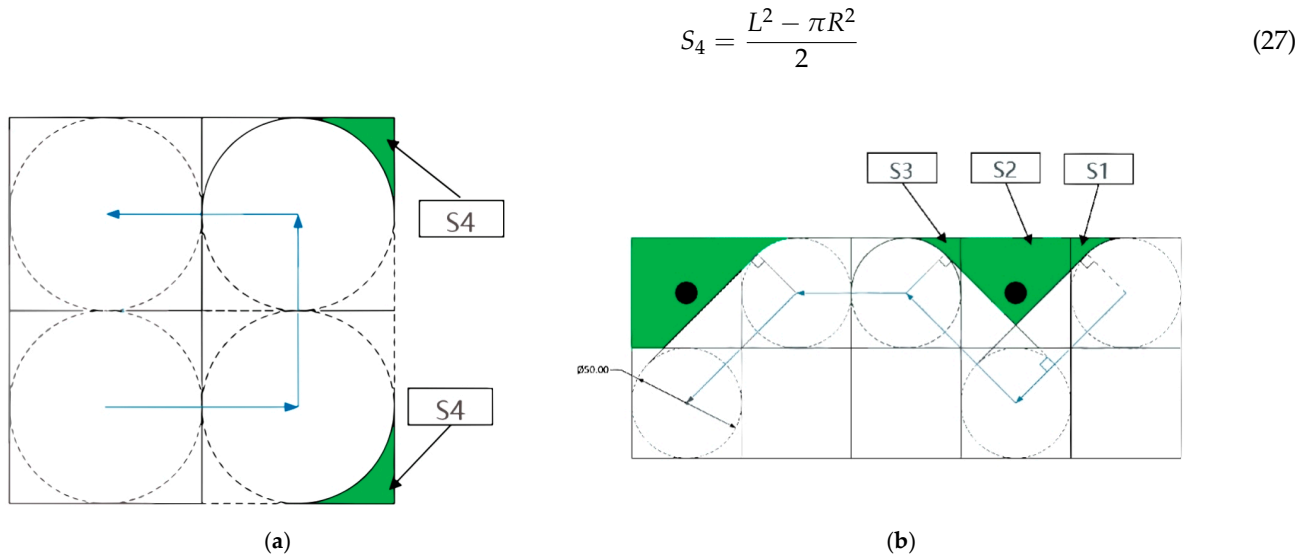 S₄ = (L² − πR²) / 2 (27)
S4
S4
(a)
S3 S2 S1
Ø50.00
(b)